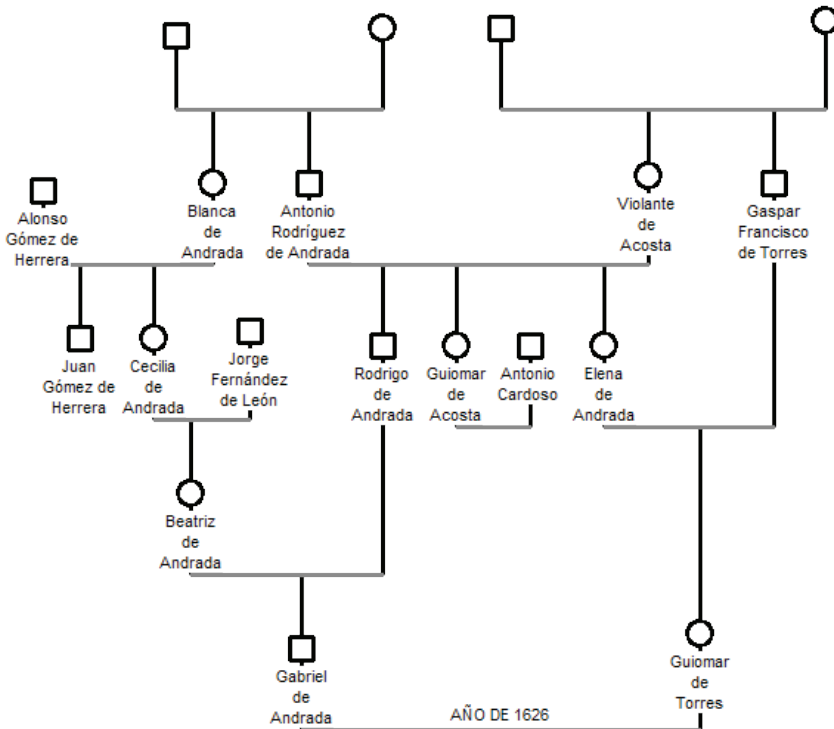 Alonso
Gómez de
Herrera
Blanca
de
Andrada
Antonio
Rodríguez
de Andrada
Violante
de
Acosta
Gaspar
Francisco
de Torres
Juan
Gómez de
Herrera
Cecilia
de
Andrada
Jorge
Fernández
de León
Rodrigo
de
Andrada
Guiomar
de
Acosta
Antonio
Cardoso
Elena
de
Andrada
Beatriz
de
Andrada
Gabriel
de
Andrada
Guiomar
de
Torres
AÑO DE 1626